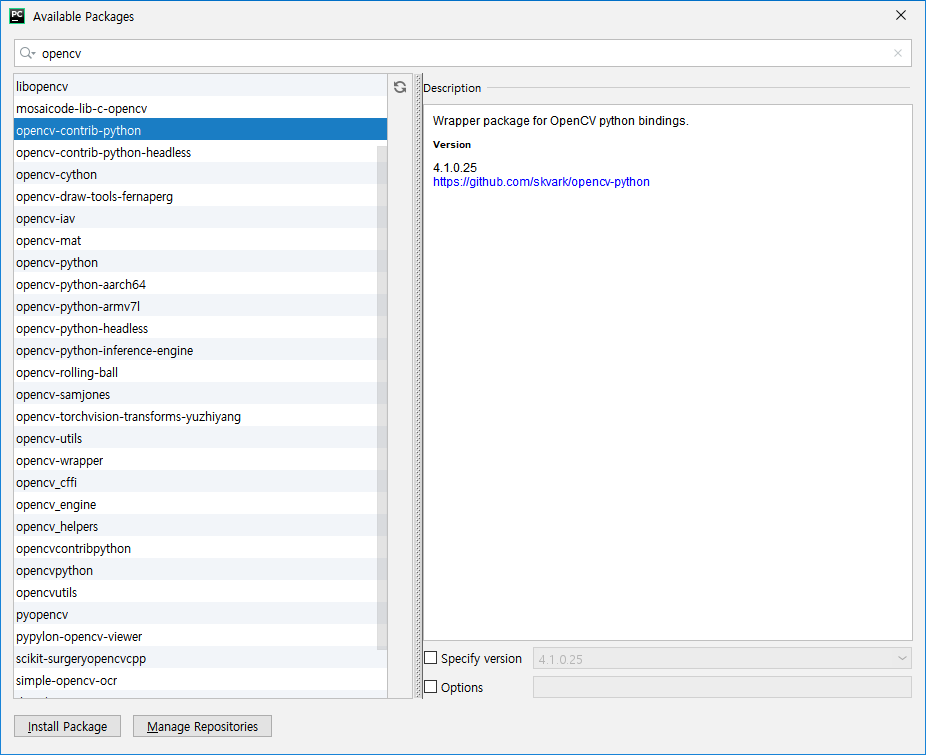 PC
Available Packages
opencv
libopencv
mosaicode-lib-c-opencv
opencv-contrib-python
opencv-contrib-python-headless
opencv-cython
opencv-draw-tools-fernaperg
opencv-iav
opencv-mat
opencv-python
opencv-python-aarch64
opencv-python-armv7l
opencv-python-headless
opencv-python-inference-engine
opencv-rolling-ball
opencv-samjones
opencv-torchvision-transforms-yuzhiyang
opencv-utils
opencv-wrapper
opencv_cffi
opencv_engine
opencv_helpers
opencvcontribpython
opencvpython
opencvutils
pyopencv
pypylon-opencv-viewer
scikit-surgeryopencvcpp
simple-opencv-ocr
Description
Wrapper package for OpenCV python bindings.
Version
4.1.0.25
https://github.com/skvark/opencv-python
Specify version
4.1.0.25
Options
Install Package
Manage Repositories